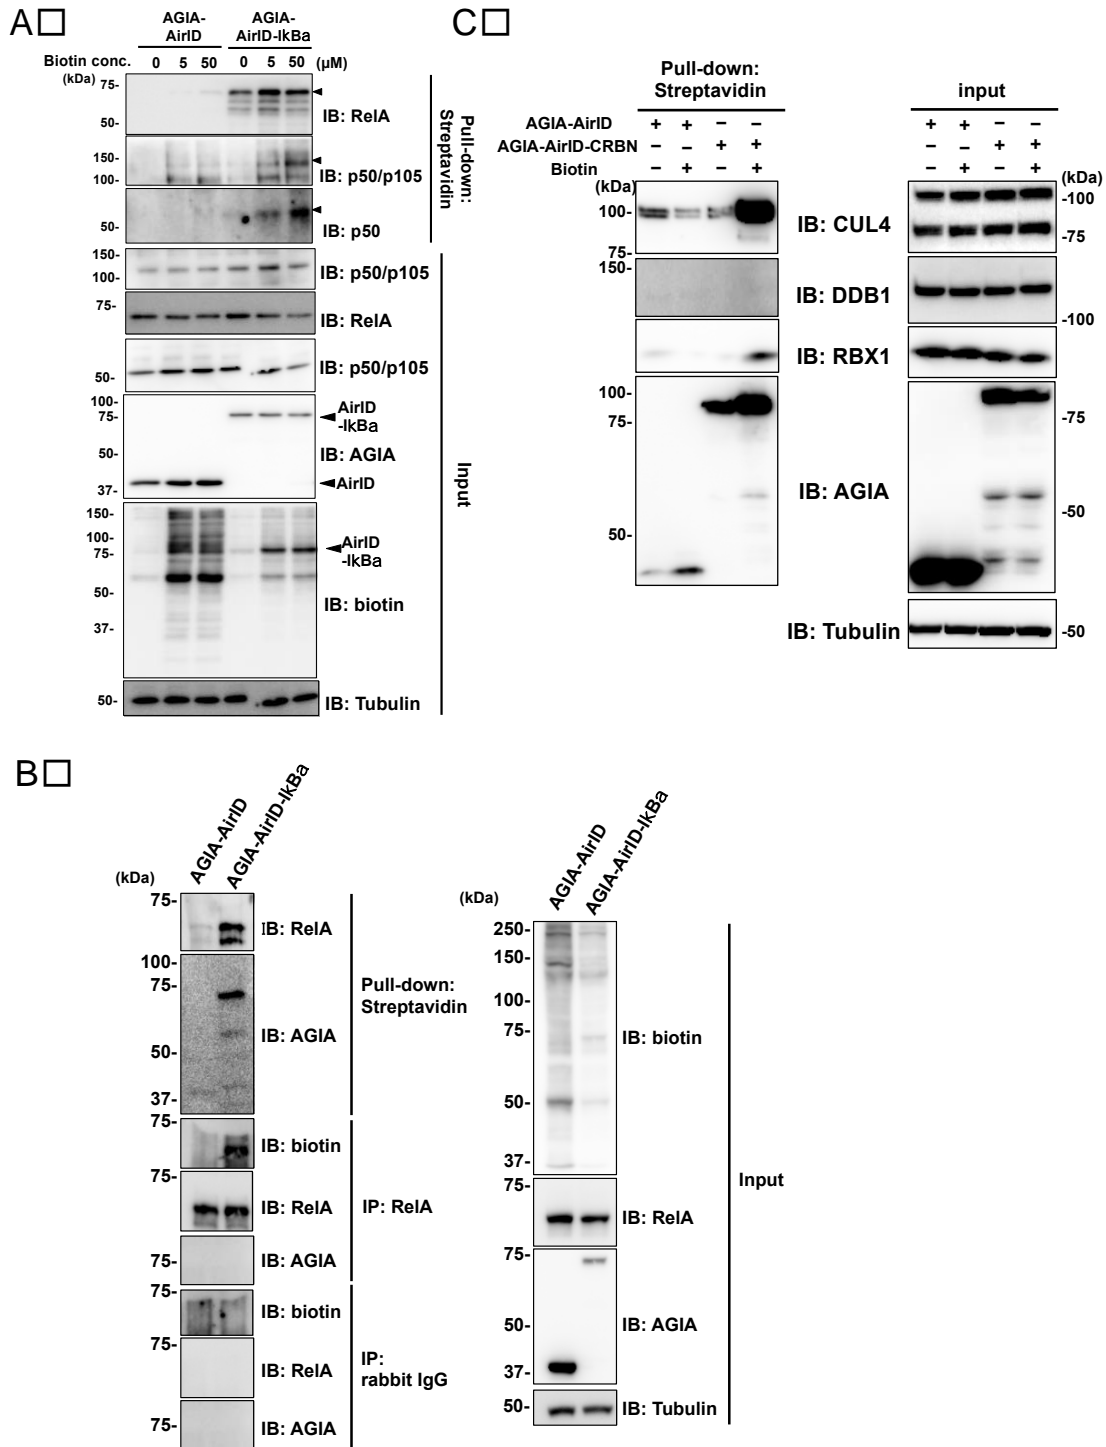 A□
AGIA-
AirID
AGIA-
AirID-IkBa
Biotin conc.
0 5 50 0 5 50 (μM)
(kDa)
75-
50-
IB: RelA
150-
100-
IB: p50/p105
50-
IB: p50
Pull-down:
Streptavidin
150-
100-
IB: p50/p105
75-
IB: RelA
50-
IB: p50/p105
100-
75-
50-
37-
AirID
-IkBa
IB: AGIA
AirID
150-
100-
75-
50-
37-
AirID
-IkBa
IB: biotin
50-
IB: Tubulin
Input
C□
Pull-down:
Streptavidin
input
AGIA-AirID + + − − + + − −
AGIA-AirID-CRBN − − + + − − + +
Biotin − + − + − + − +
(kDa)
(kDa)
100-
75-
IB: CUL4
-100
-75
150-
IB: DDB1
-100
IB: RBX1
100-
75-
50-
IB: AGIA
-75
-50
IB: Tubulin
-50
B□
AGIA-AirID
AGIA-AirID-IkBa
(kDa)
75-
IB: RelA
100-
75-
50-
37-
IB: AGIA
Pull-down:
Streptavidin
75-
IB: biotin
75-
IB: RelA
75-
IB: AGIA
IP: RelA
75-
IB: biotin
75-
IB: RelA
75-
IB: AGIA
IP:
rabbit IgG
AGIA-AirID
AGIA-AirID-IkBa
(kDa)
250-
150-
100-
75-
50-
37-
IB: biotin
75-
IB: RelA
75-
50-
37-
IB: AGIA
50-
IB: Tubulin
Input